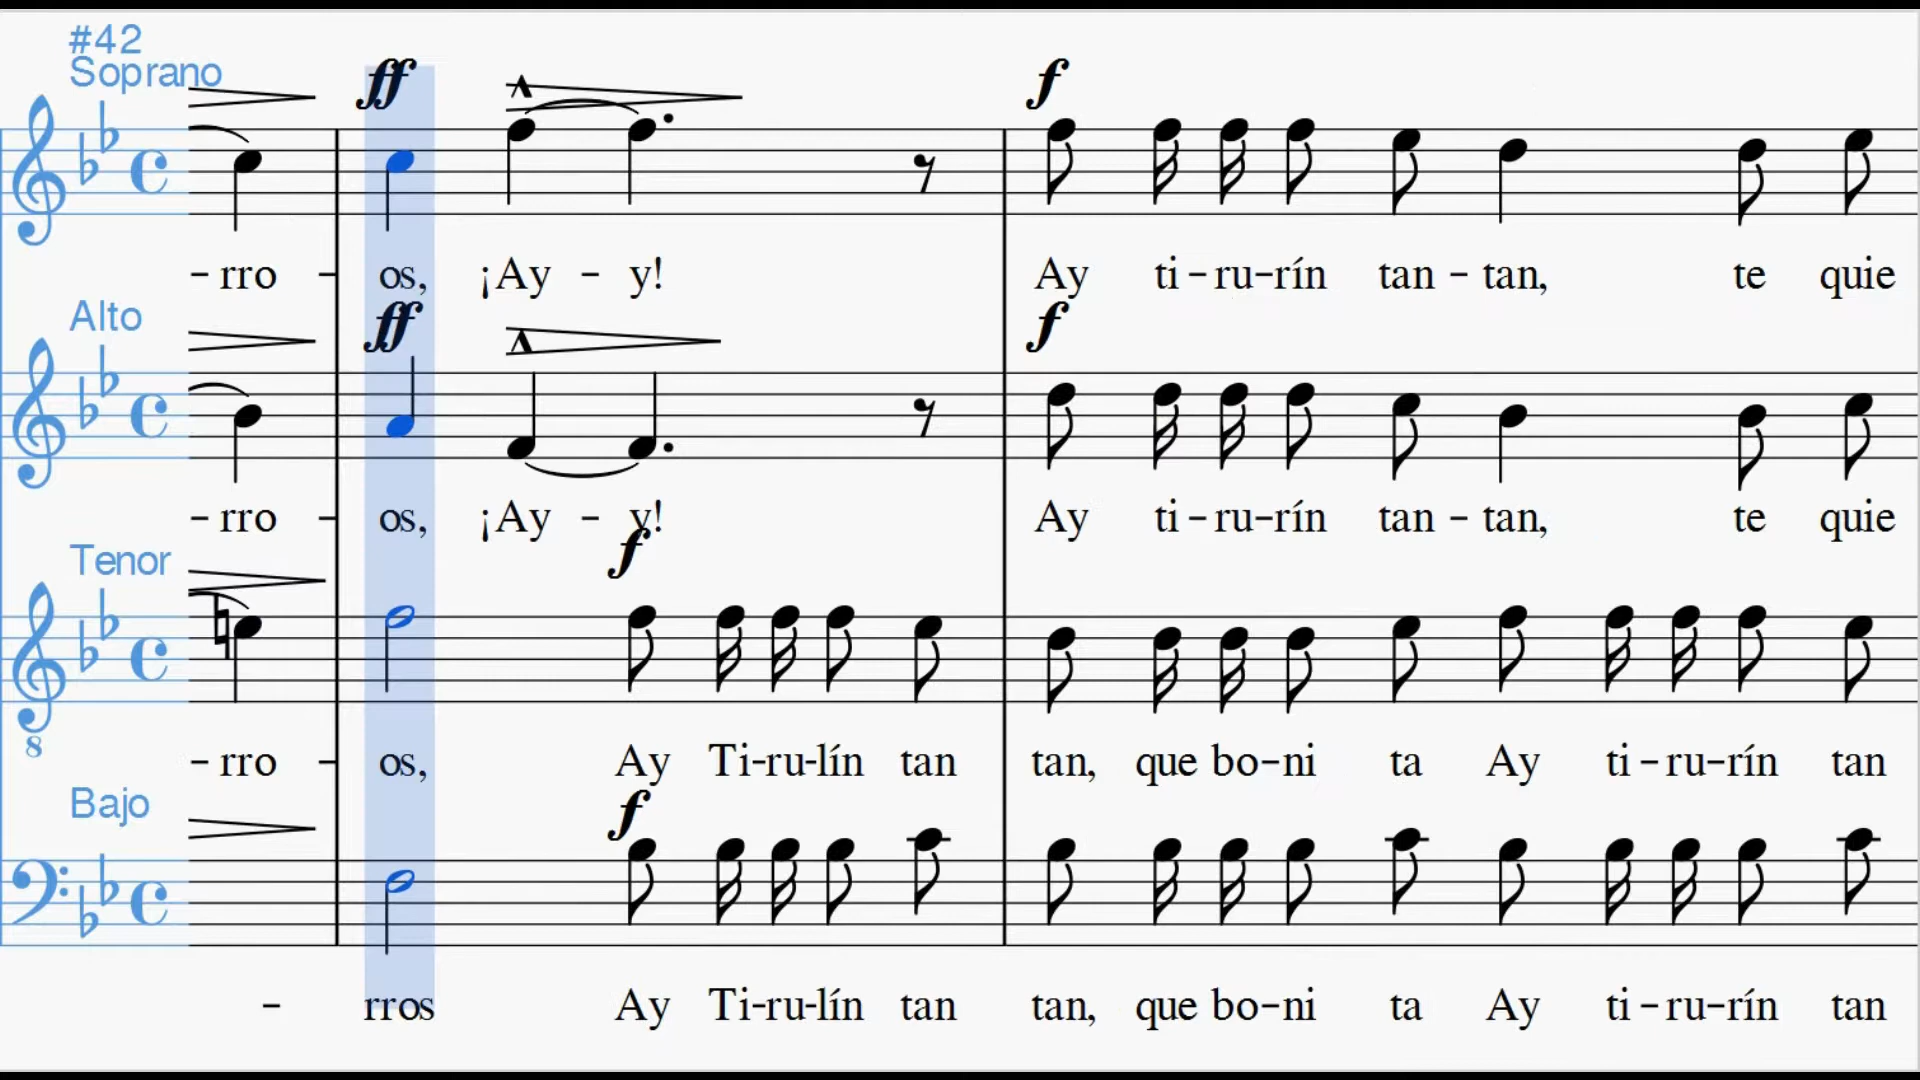 #42
Soprano
ff f
- rro - os, ¡Ay - y! Ay ti-ru-rín tan-tan, te quie
Alto
ff f
- rro - os, ¡Ay - y! Ay ti-ru-rín tan-tan, te quie
Tenor
f
- rro - os, Ay Ti-ru-lín tan tan, que bo-ni ta Ay ti-ru-rín tan
8
Bajo
f
- rros Ay Ti-ru-lín tan tan, que bo-ni ta Ay ti-ru-rín tan